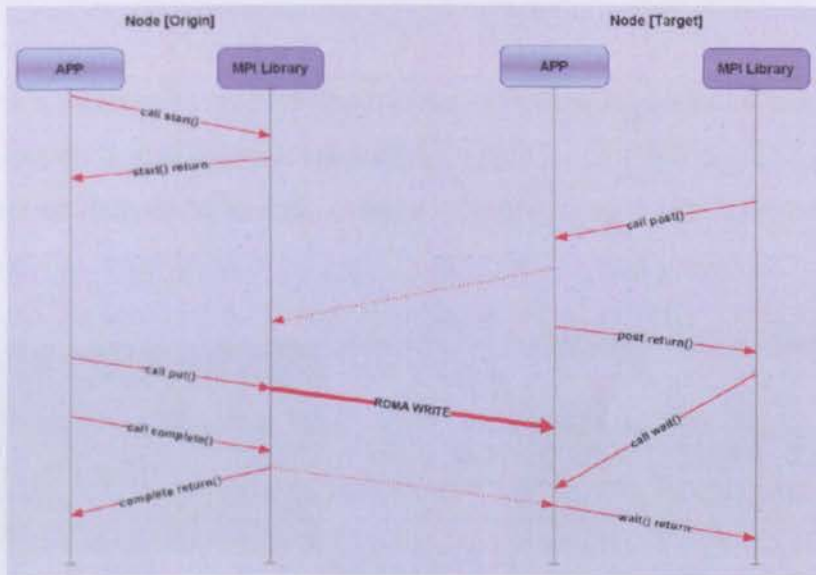 Node [Origin]
Node [Target]
APP
MPI Library
APP
MPI Library
call start()
start() return
call post()
post return()
call put()
RDMA WRITE
call complete()
call wait()
complete return()
wait() return